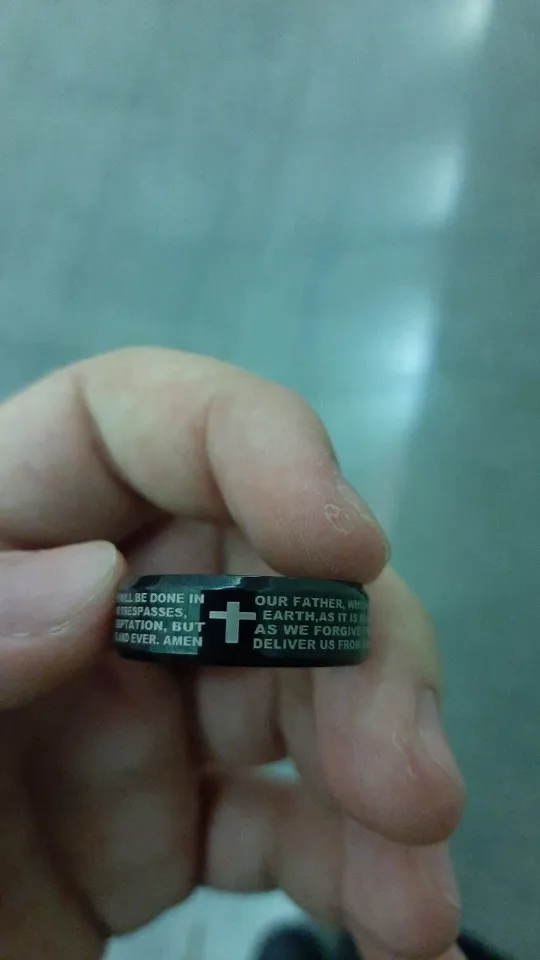 WILL BE DONE IN
TRESPASSES,
BUT
AND EVER. AMEN
OUR FATHER,
EARTH,AS IT IS
AS WE FORGIVE
DELIVER US FROM